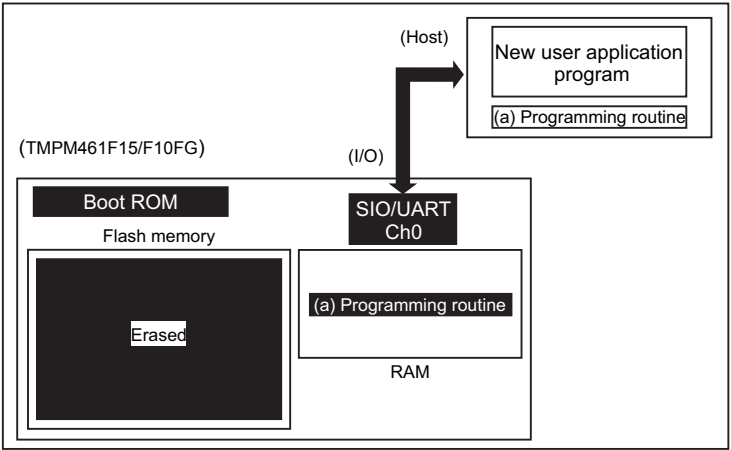 (Host)
New user application
program
(a) Programming routine
(TMPM461F15/F10FG)
(I/O)
Boot ROM
SIO/UART
Ch0
Flash memory
(a) Programming routine
Erased
RAM